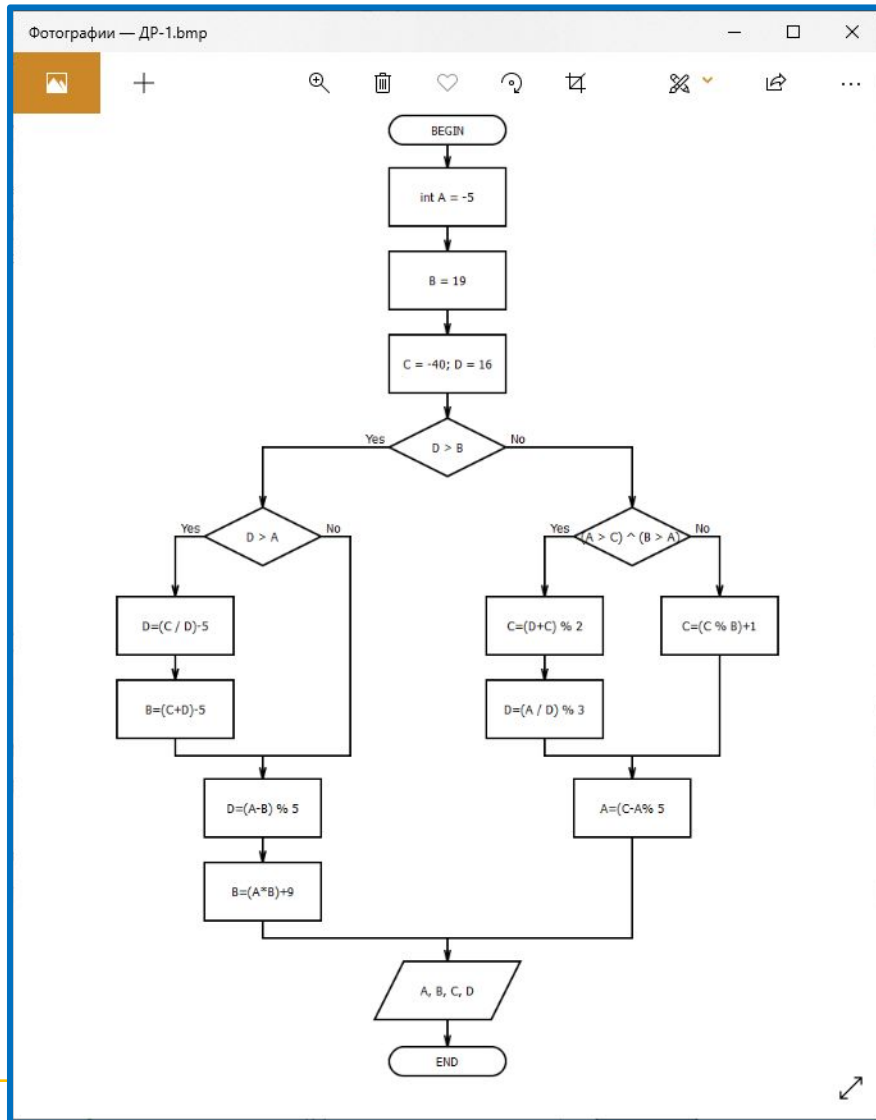 Фотографии — ДР-1.bmp
BEGIN
int A = -5
B = 19
C = -40; D = 16
Yes
D > B
No
Yes
D > A
No
Yes
(A > C) ^ (B > A)
No
D=(C / D)-5
C=(D+C) % 2
C=(C % B)+1
B=(C+D)-5
D=(A / D) % 3
D=(A-B) % 5
A=(C-A% 5
B=(A*B)+9
A, B, C, D
END